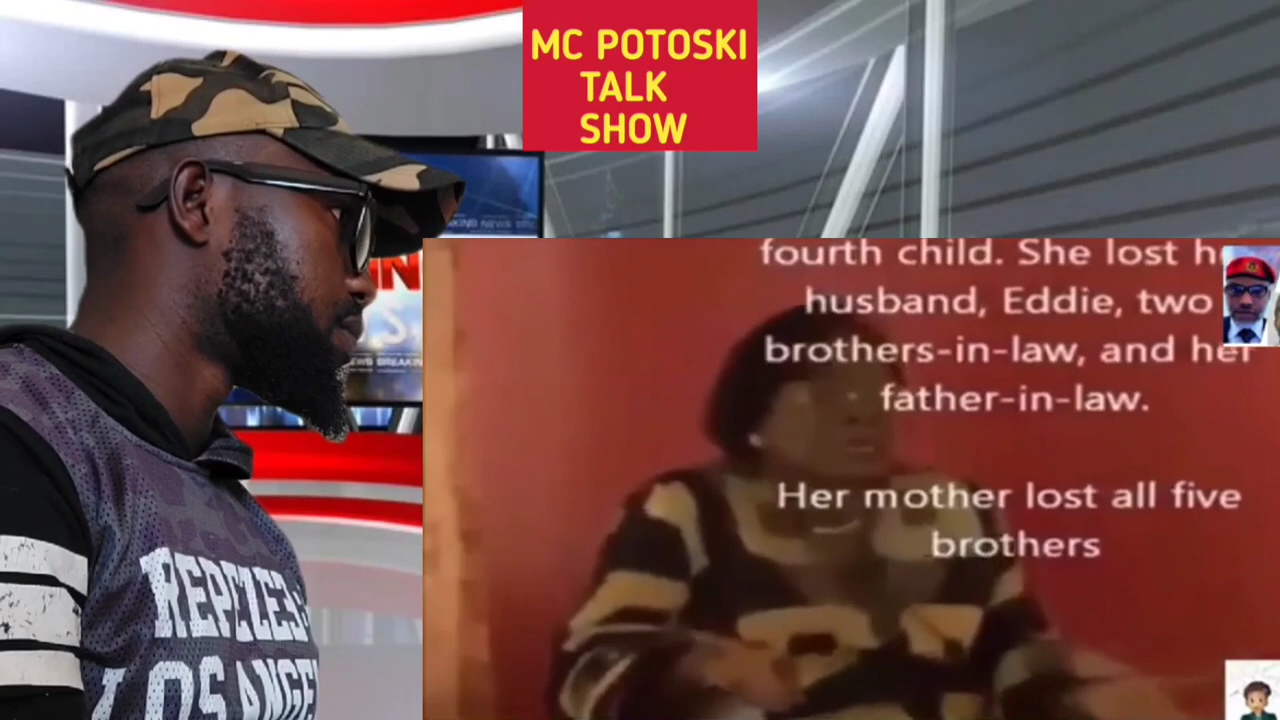 MC POTOSKI
TALK
SHOW
fourth child. She lost
husband, Eddie, two
brothers-in-law, and her
father-in-law.
Her mother lost all five
brothers
BREAKIN
LOS ANGE